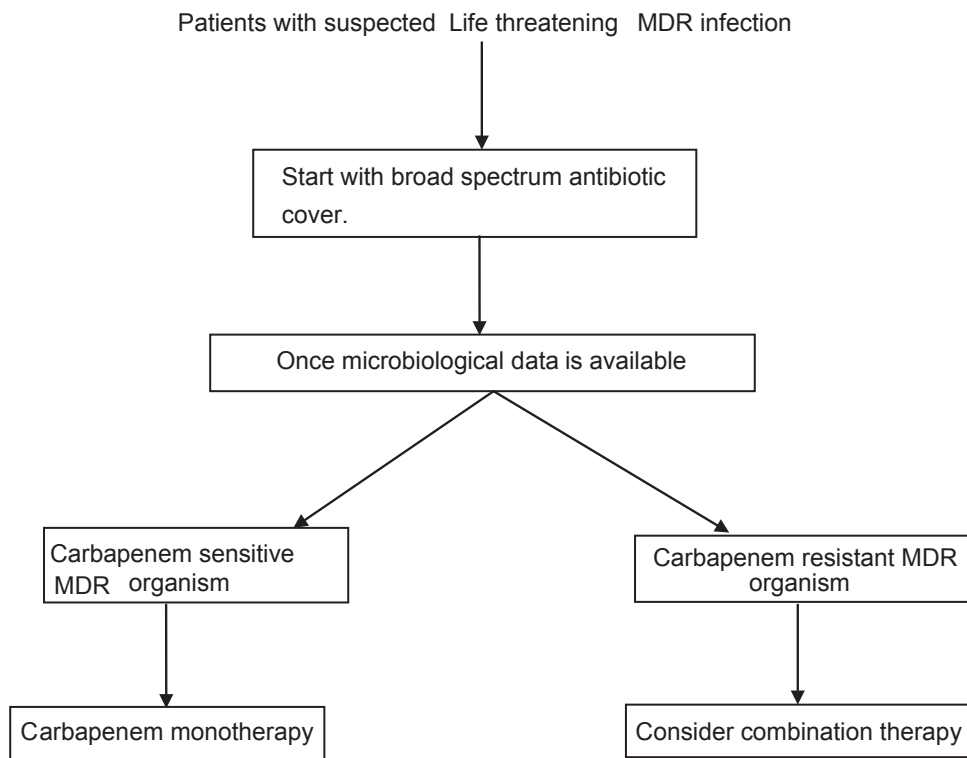 Patients with suspected Life threatening MDR infection
Start with broad spectrum antibiotic
cover.
Once microbiological data is available
Carbapenem sensitive
MDR organism
Carbapenem resistant MDR
organism
Carbapenem monotherapy
Consider combination therapy